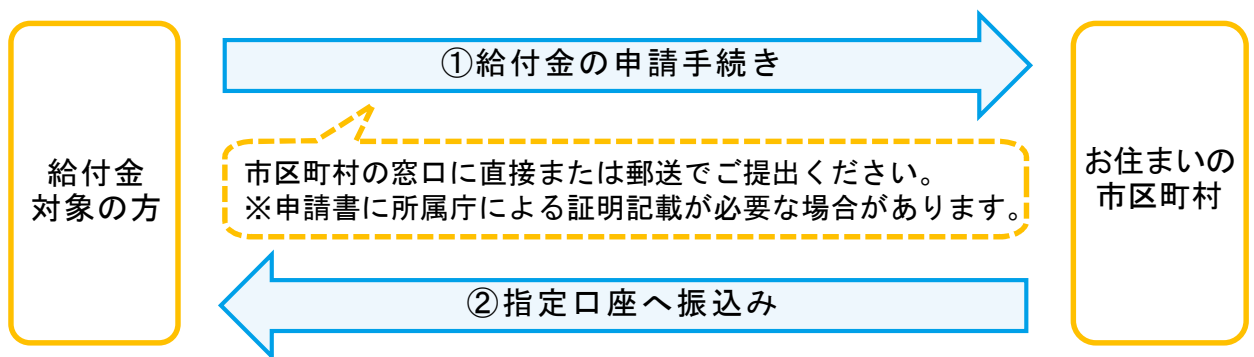 ①給付金の申請手続き
給付金
対象の方
市区町村の窓口に直接または郵送でご提出ください。
※申請書に所属庁による証明記載が必要な場合があります。
お住まいの
市区町村
②指定口座へ振込み